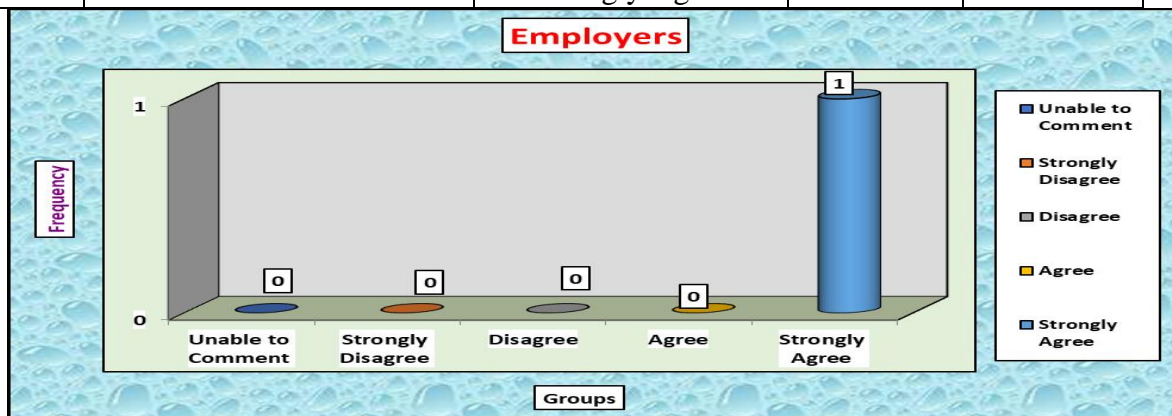 Employers
1
0
Frequency
0
0
0
0
1
Unable to
Comment
Strongly
Disagree
Disagree
Agree
Strongly
Agree
Groups
Unable to
Comment
Strongly
Disagree
Disagree
Agree
Strongly
Agree